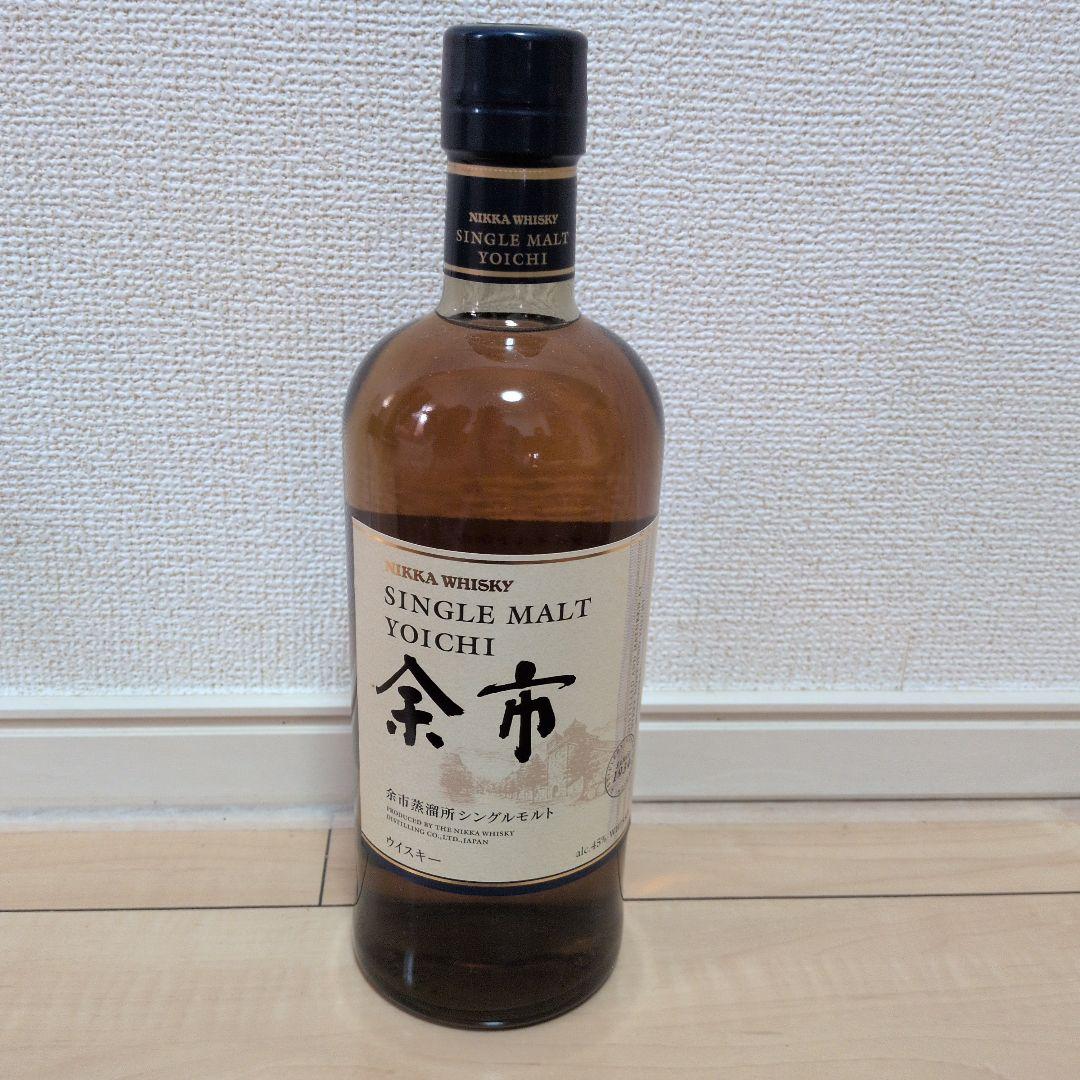 NIKKA WHISKY
SINGLE MALT
YOICHI
NIKKA WHISKY
SINGLE MALT
YOICHI
余市
1934
余市蒸溜所シングルモルト
PRODUCED BY THE NIKKA WHISKY
DISTILLING CO.,LTD.,JAPAN
ウイスキー
alc.45%